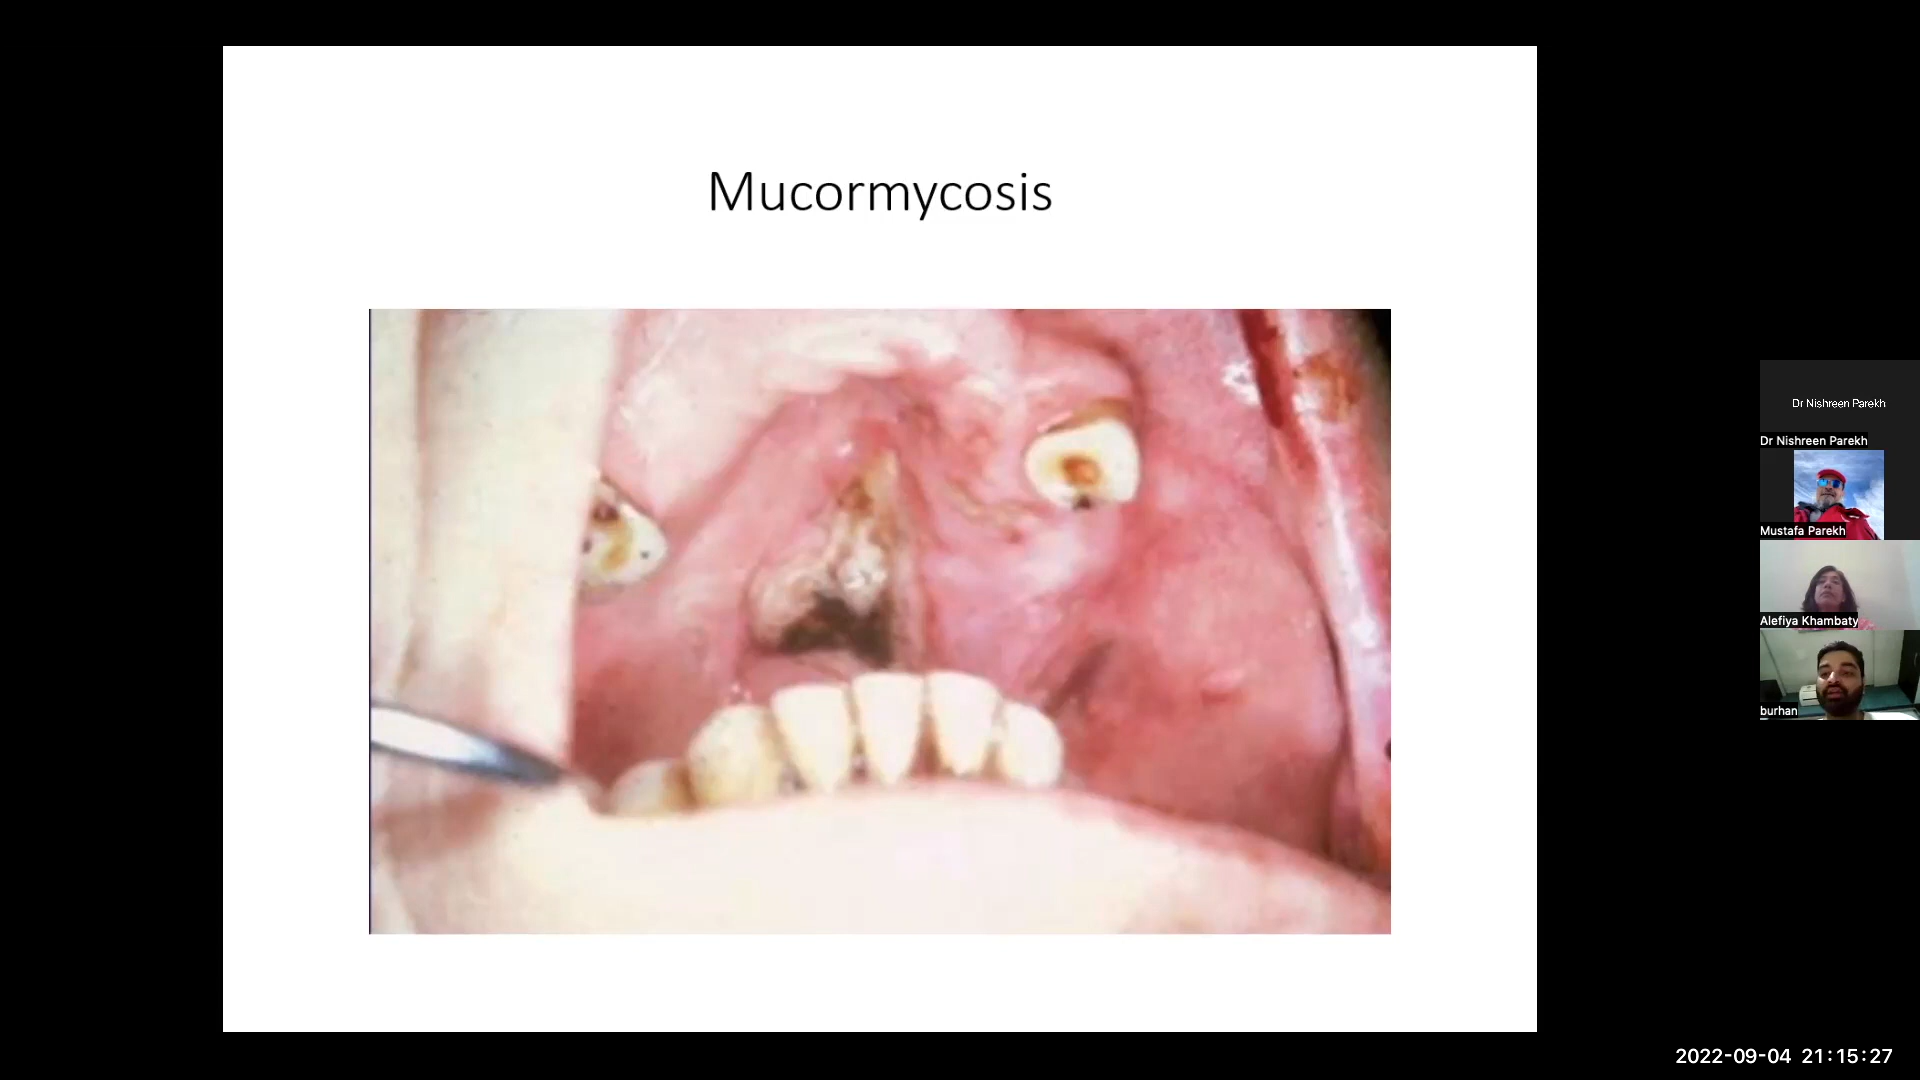 Mucormycosis
Dr Nishreen Parekh
Dr Nishreen Parekh
Mustafa Parekh
Alefiya Khambaty
burhan
2022-09-04 21:15:27